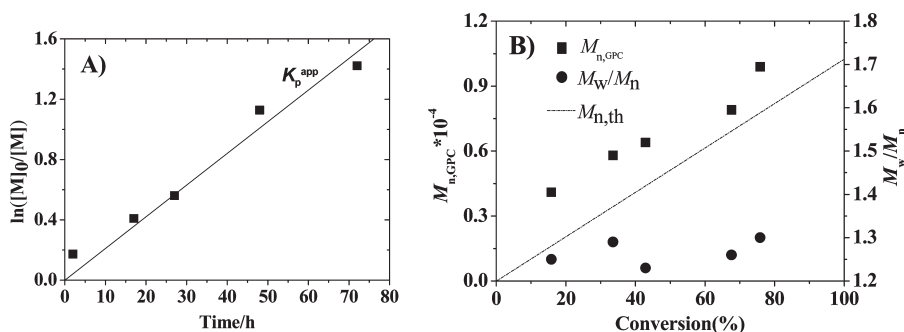 A)
K_p^app
ln([M]0/[M])
1.6
1.2
0.8
0.4
0.0
0 10 20 30 40 50 60 70 80
Time/h
B)
M_n,GPC
M_w/M_n
M_n,th
M_n,GPC*10^-4
1.2
0.9
0.6
0.3
0.0
0 20 40 60 80 100
Conversion(%)
1.8
1.7
1.6
1.5
1.4
1.3
1.2
M_w/M_n